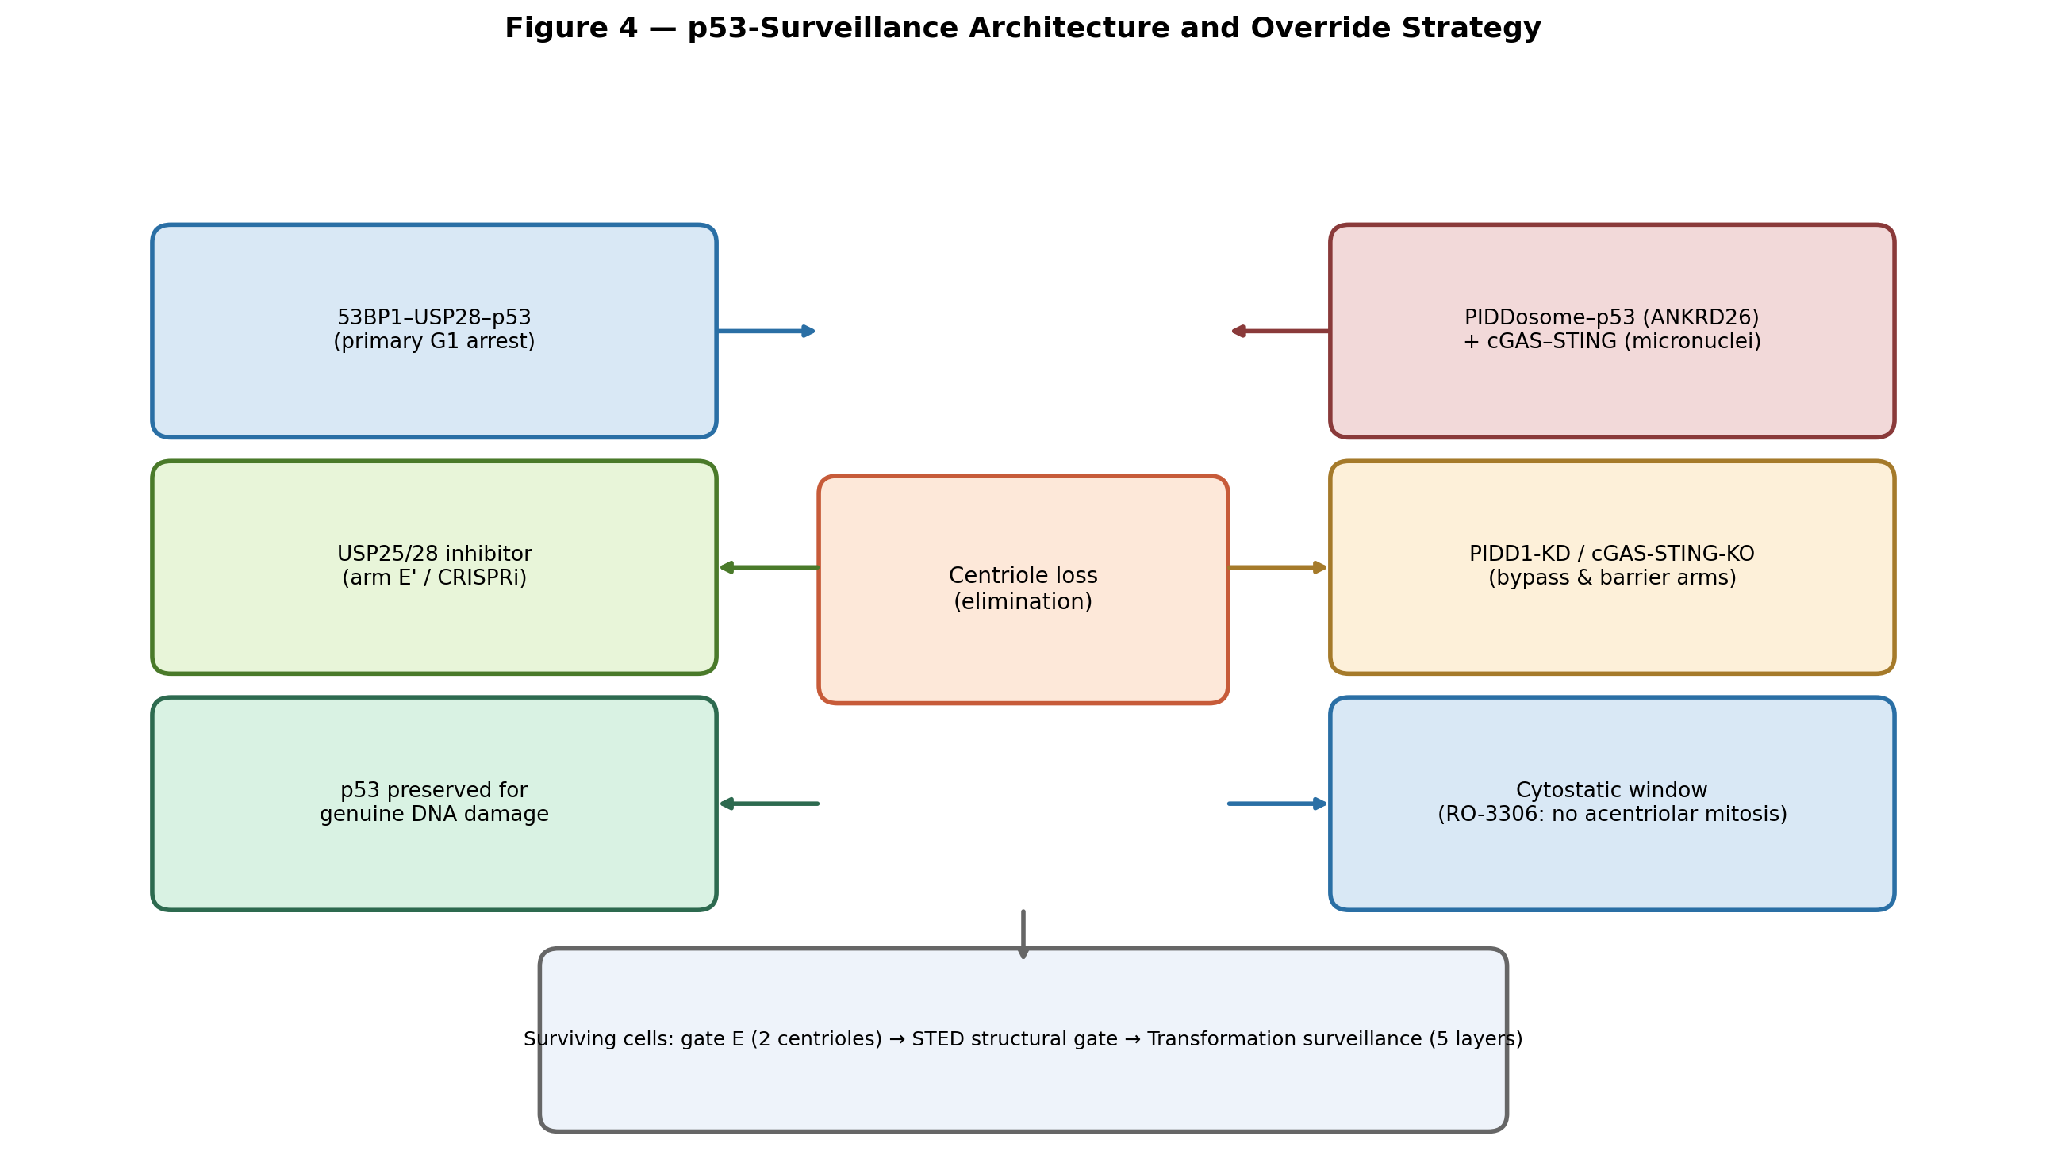 Figure 4 — p53-Surveillance Architecture and Override Strategy
53BP1–USP28–p53
(primary G1 arrest)
PIDDosome–p53 (ANKRD26)
+ cGAS–STING (micronuclei)
USP25/28 inhibitor
(arm E' / CRISPRi)
Centriole loss
(elimination)
PIDD1-KD / cGAS-STING-KO
(bypass & barrier arms)
p53 preserved for
genuine DNA damage
Cytostatic window
(RO-3306: no acentriolar mitosis)
Surviving cells: gate E (2 centrioles) → STED structural gate → Transformation surveillance (5 layers)